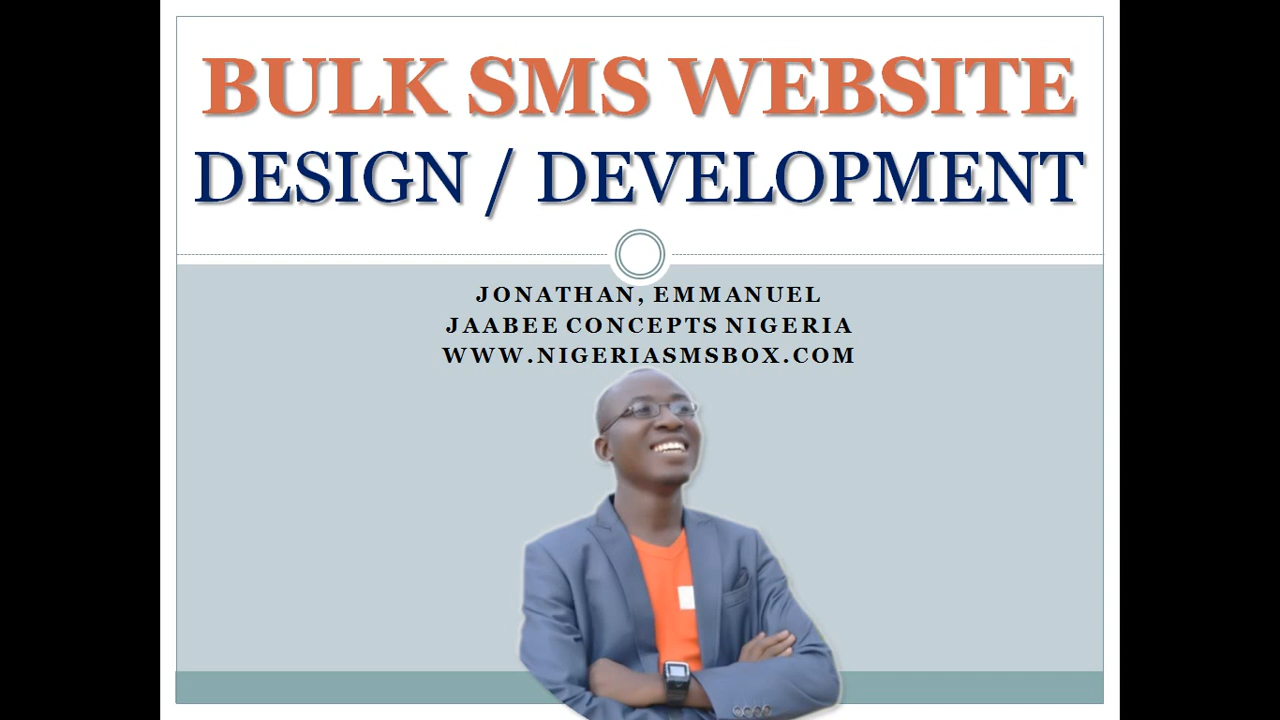 BULK SMS WEBSITE
DESIGN / DEVELOPMENT
JONATHAN, EMMANUEL
JAABEE CONCEPTS NIGERIA
WWW.NIGERIASMSBOX.COM